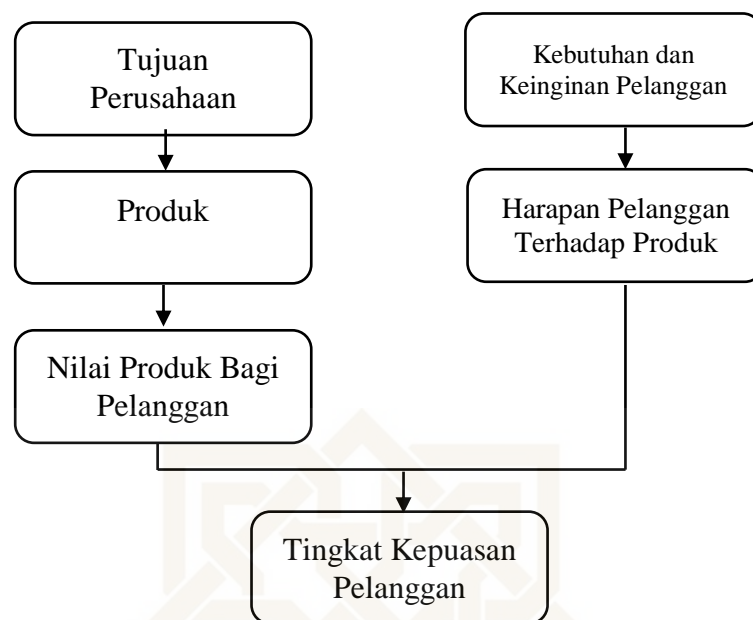 Tujuan
Perusahaan
Produk
Nilai Produk Bagi
Pelanggan
Kebutuhan dan
Keinginan Pelanggan
Harapan Pelanggan
Terhadap Produk
Tingkat Kepuasan
Pelanggan